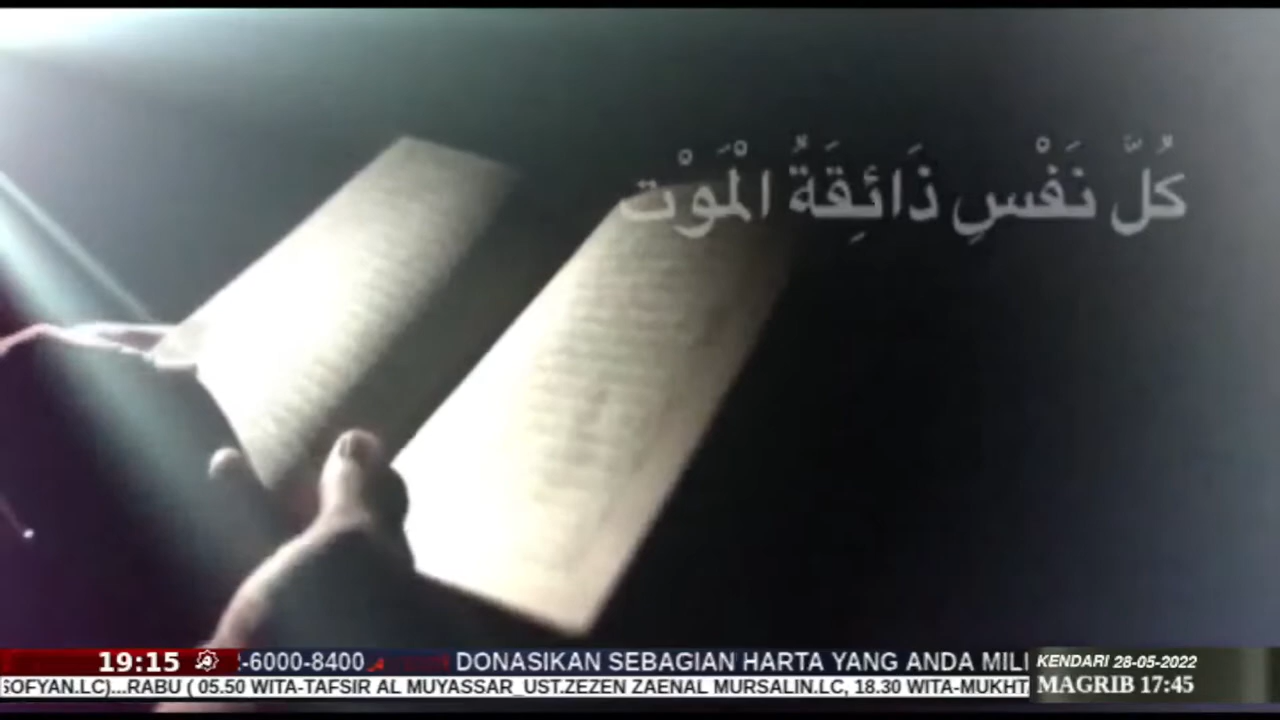 كُلُّ نَفْسٍ ذَائِقَةُ الْمَوْت
19:15
-6000-8400 DONASIKAN SEBAGIAN HARTA YANG ANDA MILI
KENDARI 28-05-2022
SOFYAN.LC)...RABU ( 05.50 WITA-TAFSIR AL MUYASSAR_UST.ZEZEN ZAENAL MURSALIN.LC, 18.30 WITA-MUKHT
MAGRIB 17:45